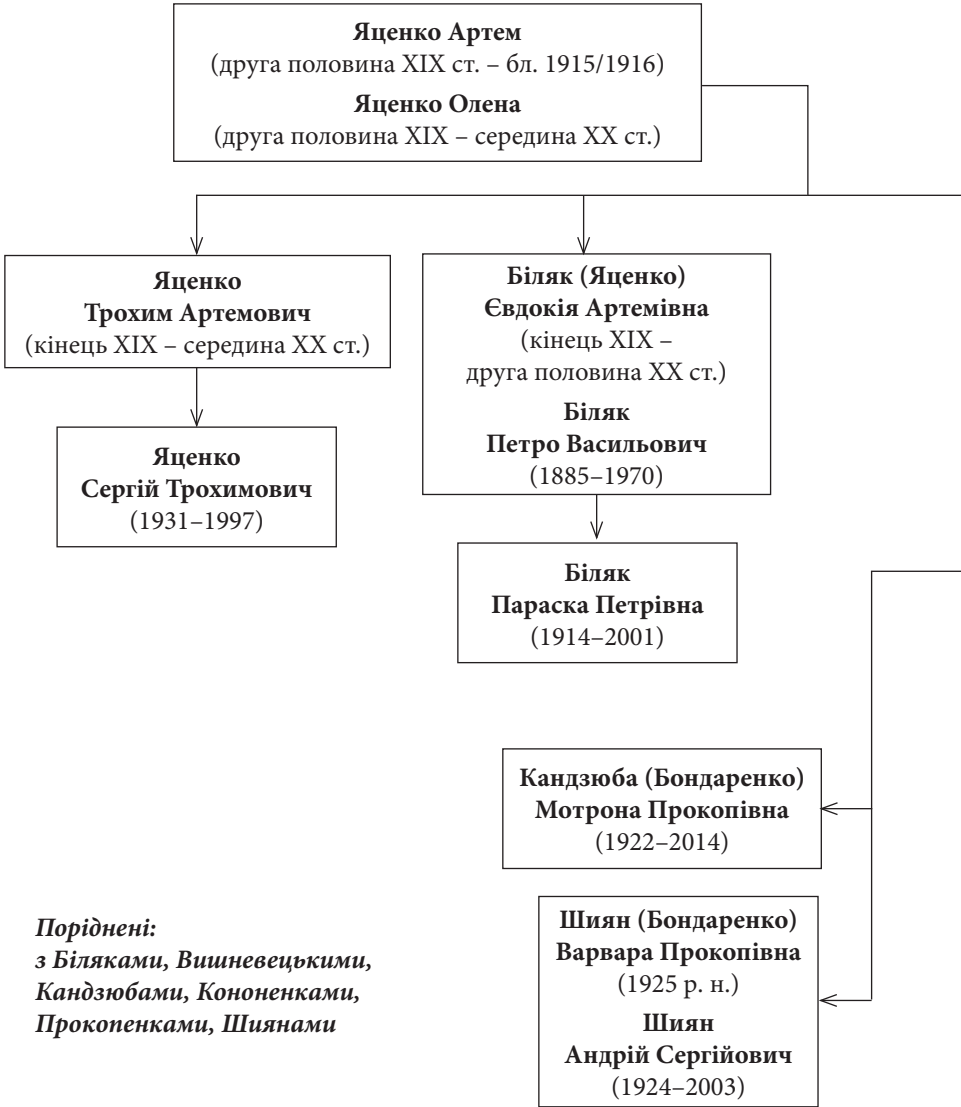 Яценко Артем
(друга половина XIX ст. – бл. 1915/1916)
Яценко Олена
(друга половина XIX – середина XX ст.)
Яценко
Трохим Артемович
(кінець XIX – середина XX ст.)
Яценко
Сергій Трохимович
(1931–1997)
Біляк (Яценко)
Євдокія Артемівна
(кінець XIX –
друга половина XX ст.)
Біляк
Петро Васильович
(1885–1970)
Біляк
Параска Петрівна
(1914–2001)
Кандзюба (Бондаренко)
Мотрона Прокопівна
(1922–2014)
Шиян (Бондаренко)
Варвара Прокопівна
(1925 р. н.)
Шиян
Андрій Сергійович
(1924–2003)
Поріднені:
з Біляками, Вишневецькими,
Кандзюбами, Кононенками,
Прокопенками, Шиянами